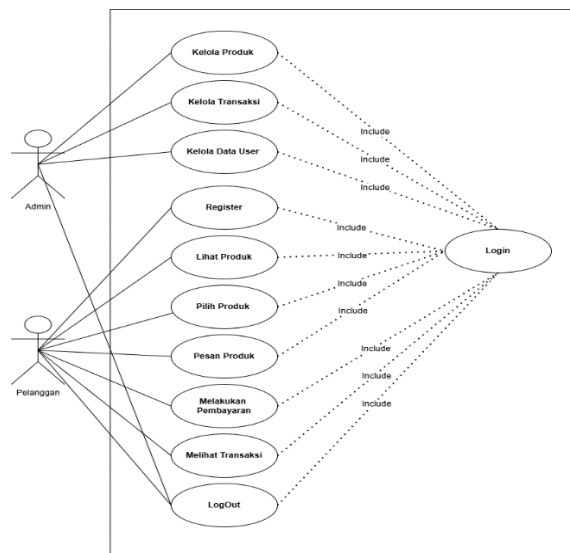 Kelola Produk
Kelola Transaksi
Kelola Data User
Register
Lihat Produk
Pilih Produk
Pesan Produk
Melakukan
Pembayaran
Melihat Transaksi
LogOut
Admin
Pelanggan
Include
Include
Include
Include
Include
Include
Include
Include
Include
Include
Login